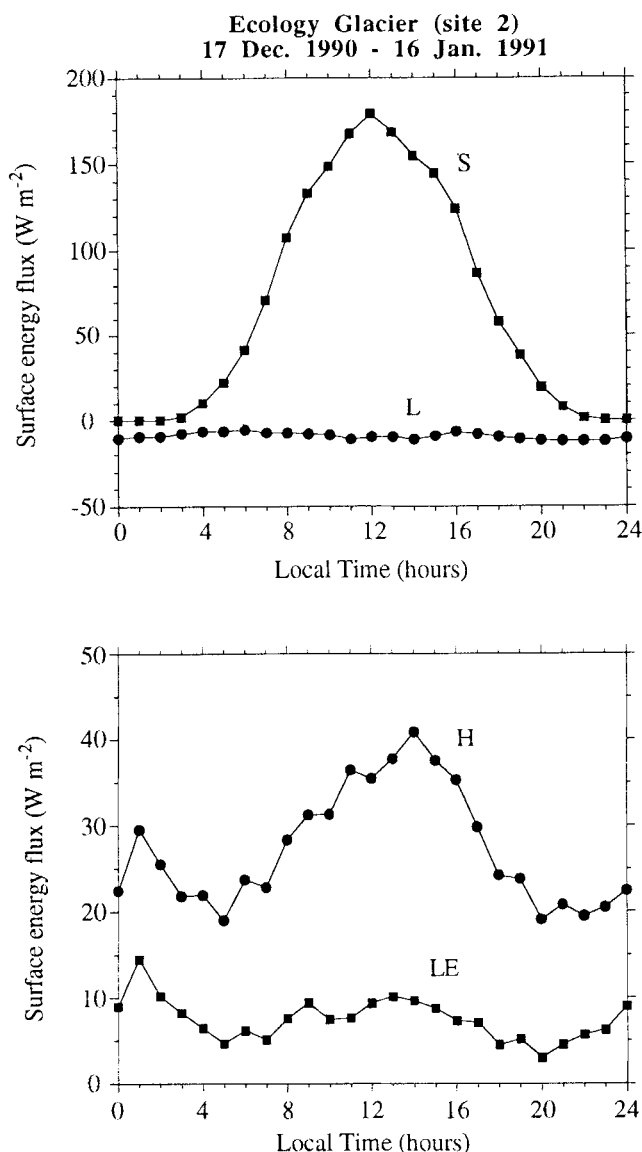 Ecology Glacier (site 2)
17 Dec. 1990 - 16 Jan. 1991
200
150
100
50
0
-50
Surface energy flux (W m⁻²)
S
L
0 4 8 12 16 20 24
Local Time (hours)
50
40
30
20
10
0
Surface energy flux (W m⁻²)
H
LE
0 4 8 12 16 20 24
Local Time (hours)